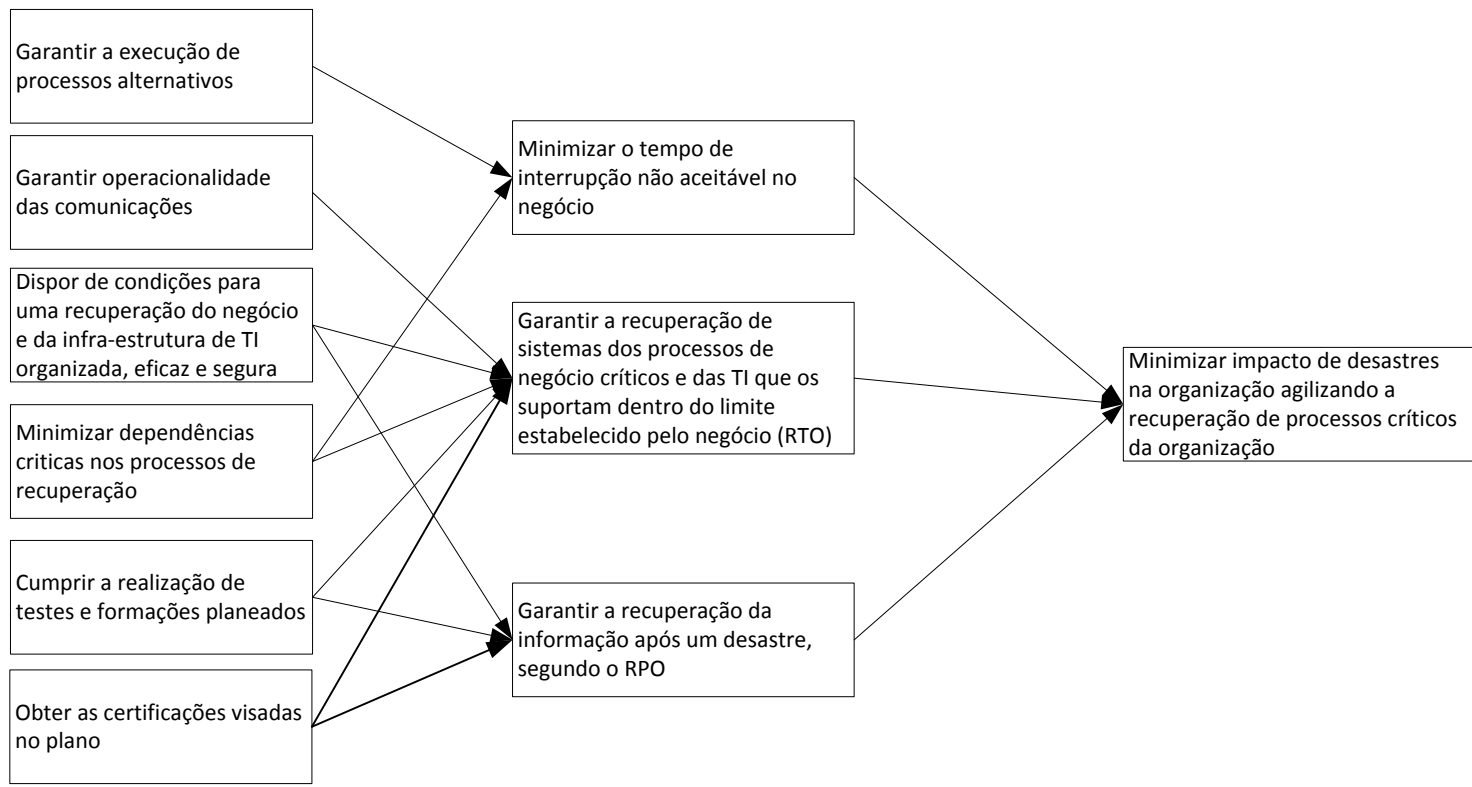 Garantir a execução de
processos alternativos
Garantir operacionalidade
das comunicações
Dispor de condições para
uma recuperação do negócio
e da infra-estrutura de TI
organizada, eficaz e segura
Minimizar dependências
criticas nos processos de
recuperação
Cumprir a realização de
testes e formações planeados
Obter as certificações visadas
no plano
Minimizar o tempo de
interrupção não aceitável no
negócio
Garantir a recuperação de
sistemas dos processos de
negócio críticos e das TI que os
suportam dentro do limite
estabelecido pelo negócio (RTO)
Garantir a recuperação da
informação após um desastre,
segundo o RPO
Minimizar impacto de desastres
na organização agilizando a
recuperação de processos críticos
da organização